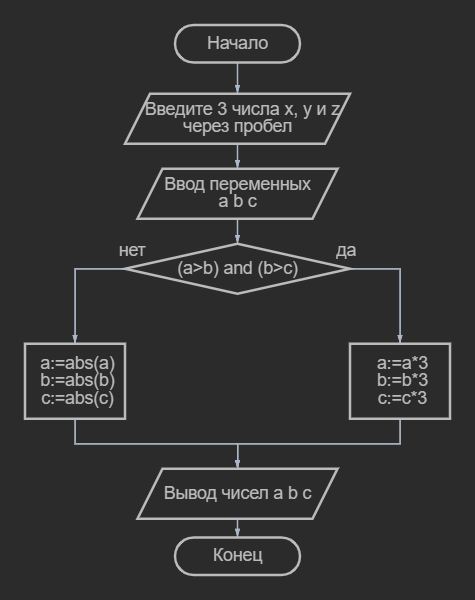 Начало
Введите 3 числа x, y и z
через пробел
Ввод переменных
a b c
нет
да
(a>b) and (b>c)
a:=abs(a)
b:=abs(b)
c:=abs(c)
a:=a*3
b:=b*3
c:=c*3
Вывод чисел a b c
Конец